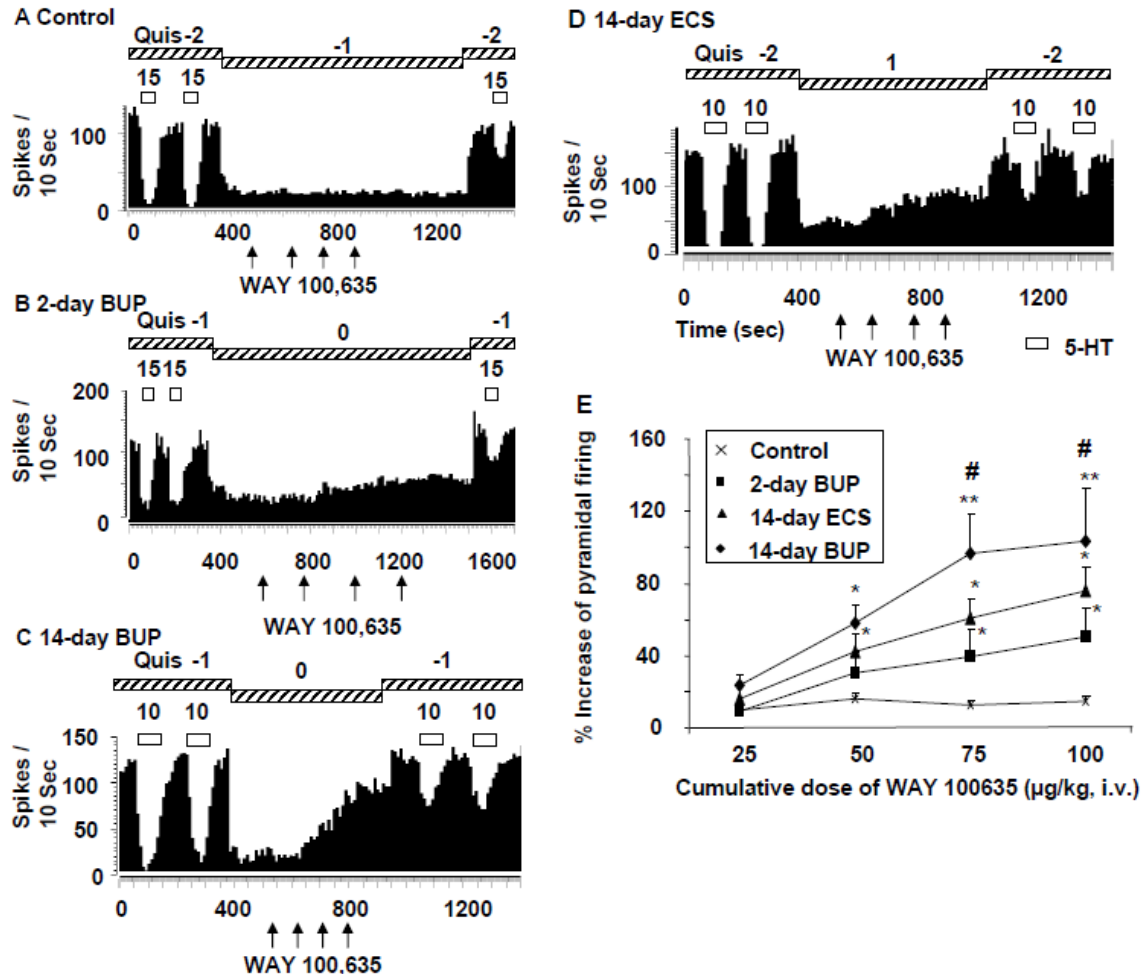 A Control
Quis -2
-1
-2
15 15 15
Spikes / 10 Sec
100
0
0 400 800 1200
WAY 100,635
B 2-day BUP
Quis -1
0
-1
15 15 15
Spikes / 10 Sec
200
100
0
0 400 800 1200 1600
WAY 100,635
C 14-day BUP
Quis -1
0
-1
10 10 10 10
Spikes / 10 Sec
150
100
50
0
0 400 800 1200
WAY 100,635
D 14-day ECS
Quis -2
1
-2
10 10 10 10
Spikes / 10 Sec
100
0
0 400 800 1200
Time (sec)
WAY 100,635
5-HT
E
% Increase of pyramidal firing
160
120
80
40
0
Control
2-day BUP
14-day ECS
14-day BUP
# #
** **
* * *
* * *
25 50 75 100
Cumulative dose of WAY 100635 (µg/kg, i.v.)